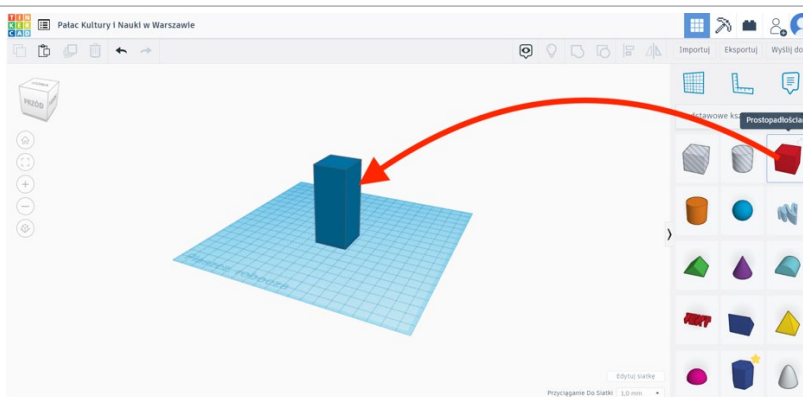 TIN
KER
CAD
Pałac Kultury i Nauki w Warszawie
Importuj Eksportuj Wyślij do
PRZÓD
Prostopadłościan
Edytuj siatkę
Przyciąganie Do Siatki 1,0 mm